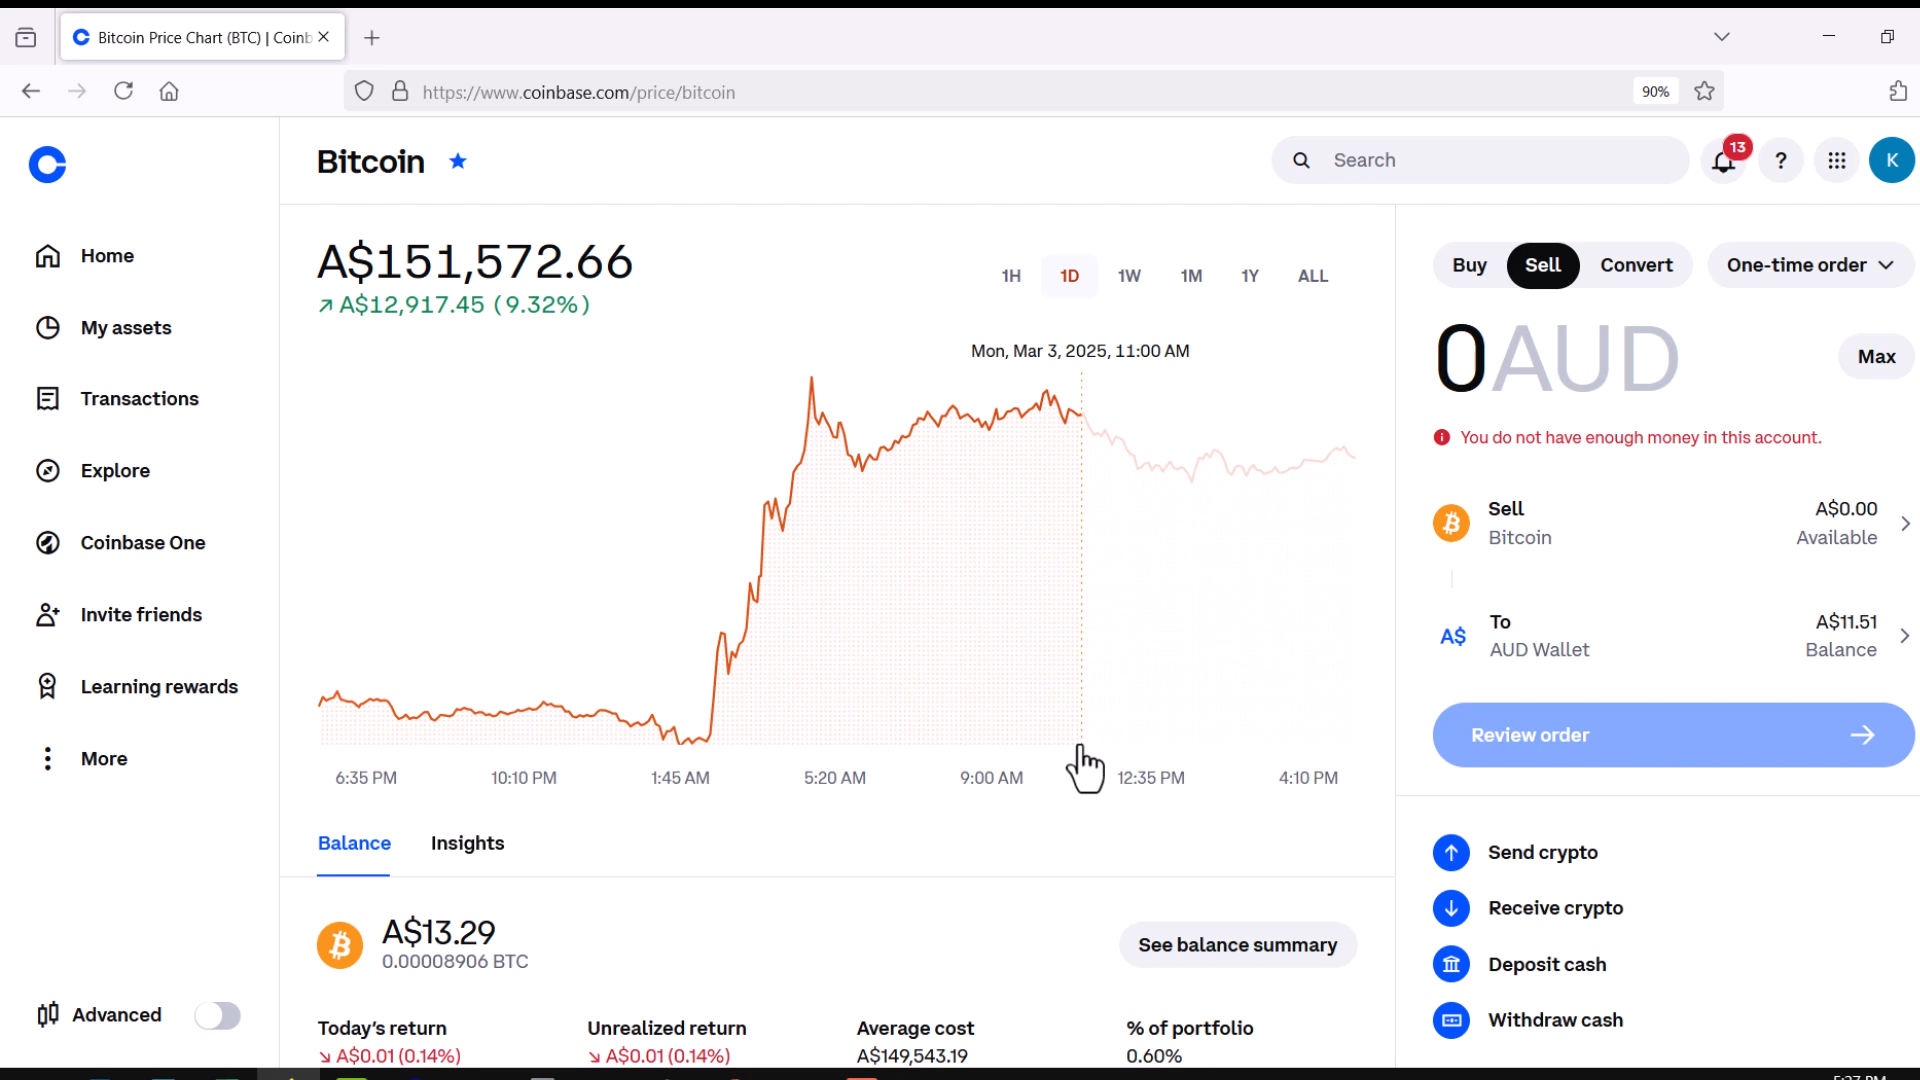 Bitcoin Price Chart (BTC) | Coinb
https://www.coinbase.com/price/bitcoin
90%
Bitcoin
Search
13
?
K
Home
My assets
Transactions
Explore
Coinbase One
Invite friends
Learning rewards
More
Advanced
A$151,572.66
↗ A$12,917.45 (9.32%)
1H 1D 1W 1M 1Y ALL
Mon, Mar 3, 2025, 11:00 AM
6:35 PM 10:10 PM 1:45 AM 5:20 AM 9:00 AM 12:35 PM 4:10 PM
Balance Insights
A$13.29
0.00008906 BTC
See balance summary
Today's return Unrealized return Average cost % of portfolio
↘ A$0.01 (0.14%) ↘ A$0.01 (0.14%) A$149,543.19 0.60%
Buy Sell Convert One-time order
0AUD
Max
You do not have enough money in this account.
Sell A$0.00
Bitcoin Available
A$
To A$11.51
AUD Wallet Balance
Review order
Send crypto
Receive crypto
Deposit cash
Withdraw cash